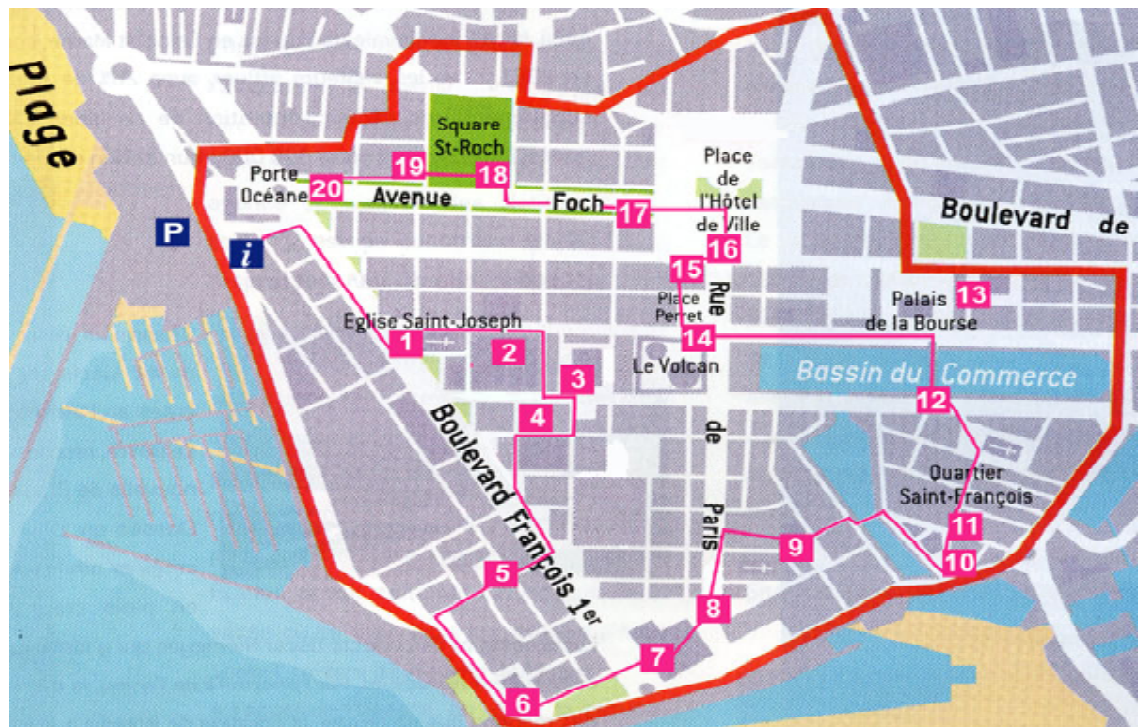 Plage
Square
St-Roch
Place
de
l'Hôtel
de Ville
Porte
Océane
19
18
20
Avenue
Foch
17
16
Boulevard de
P
i
15
Rue
Place
Perret
13
Palais
de la Bourse
Eglise Saint-Joseph
1
2
14
Le Volcan
3
Bassin du Commerce
12
4
de
Boulevard François 1er
Quartier
Saint-François
Paris
11
9
10
5
8
7
6